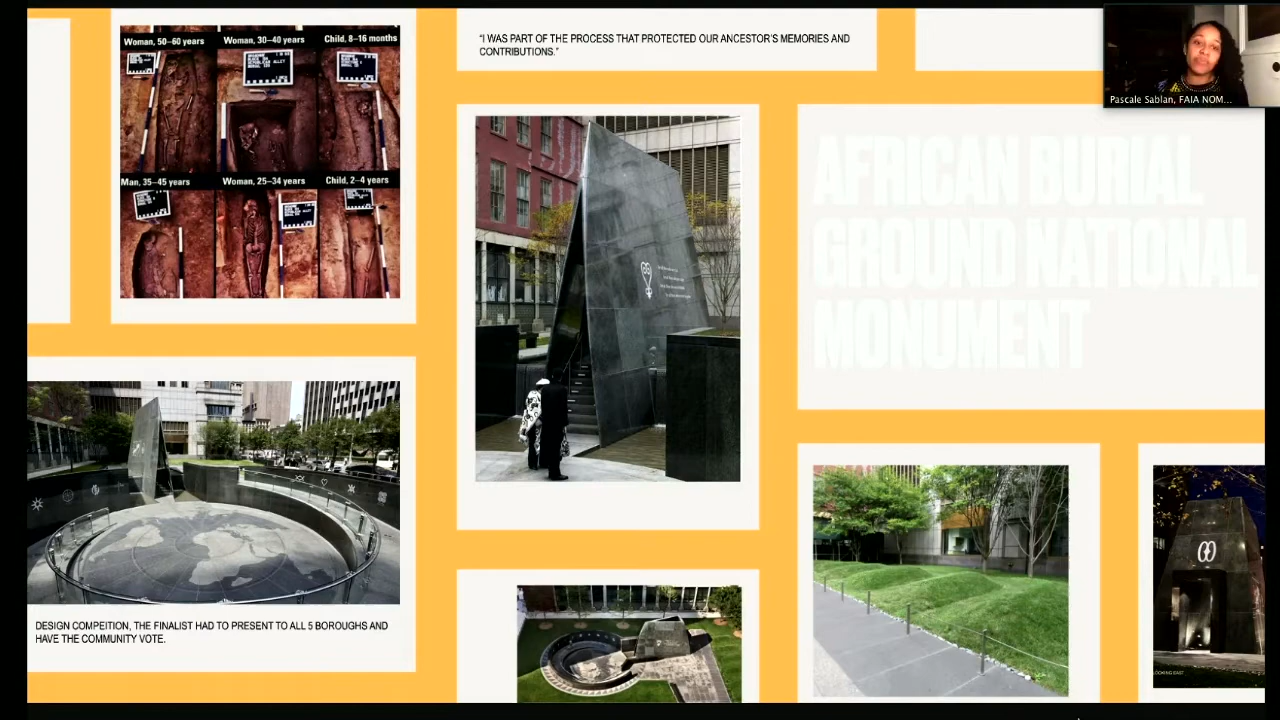 Woman, 50-60 years
Woman, 30-40 years
Child, 8-16 months
Man, 35-45 years
Woman, 25-34 years
Child, 2-4 years
"I WAS PART OF THE PROCESS THAT PROTECTED OUR ANCESTOR'S MEMORIES AND
CONTRIBUTIONS."
Pascale Sablan, FAIA NOM...
AFRICAN BURIAL
GROUND NATIONAL
MONUMENT
DESIGN COMPEITION, THE FINALIST HAD TO PRESENT TO ALL 5 BOROUGHS AND
HAVE THE COMMUNITY VOTE.
LOOKING EAST